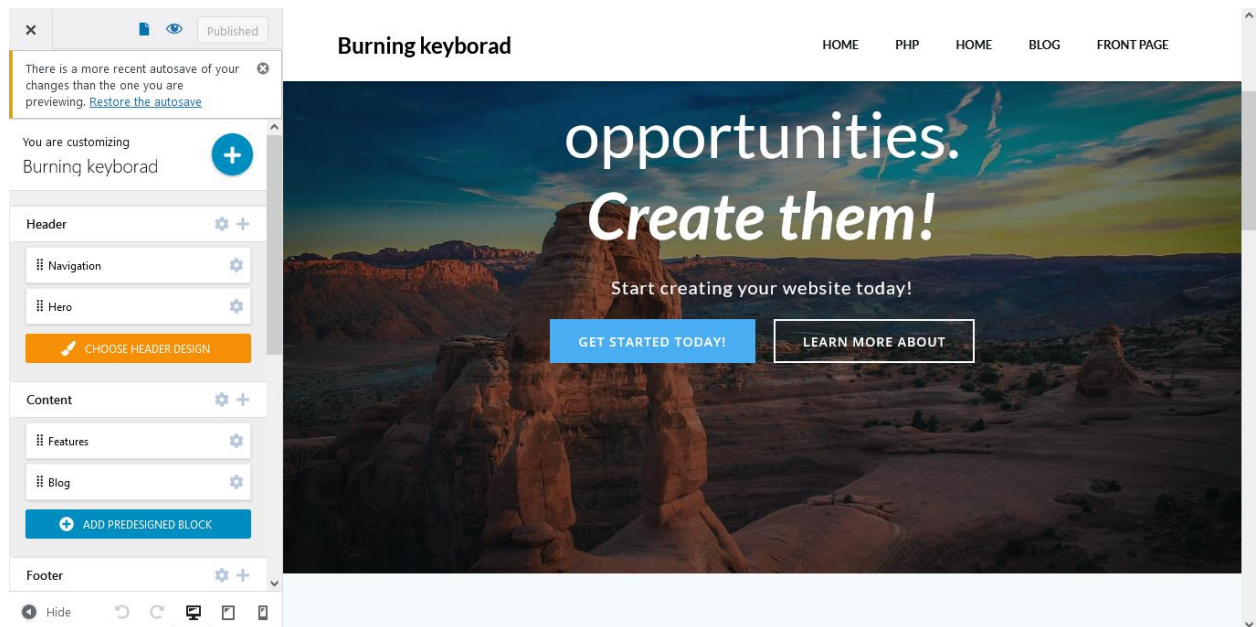 Published
There is a more recent autosave of your
changes than the one you are
previewing. Restore the autosave
You are customizing
Burning keyborad
Header
Navigation
Hero
CHOOSE HEADER DESIGN
Content
Features
Blog
ADD PREDESIGNED BLOCK
Footer
Hide
Burning keyborad
HOME PHP HOME BLOG FRONT PAGE
opportunities.
Create them!
Start creating your website today!
GET STARTED TODAY! LEARN MORE ABOUT